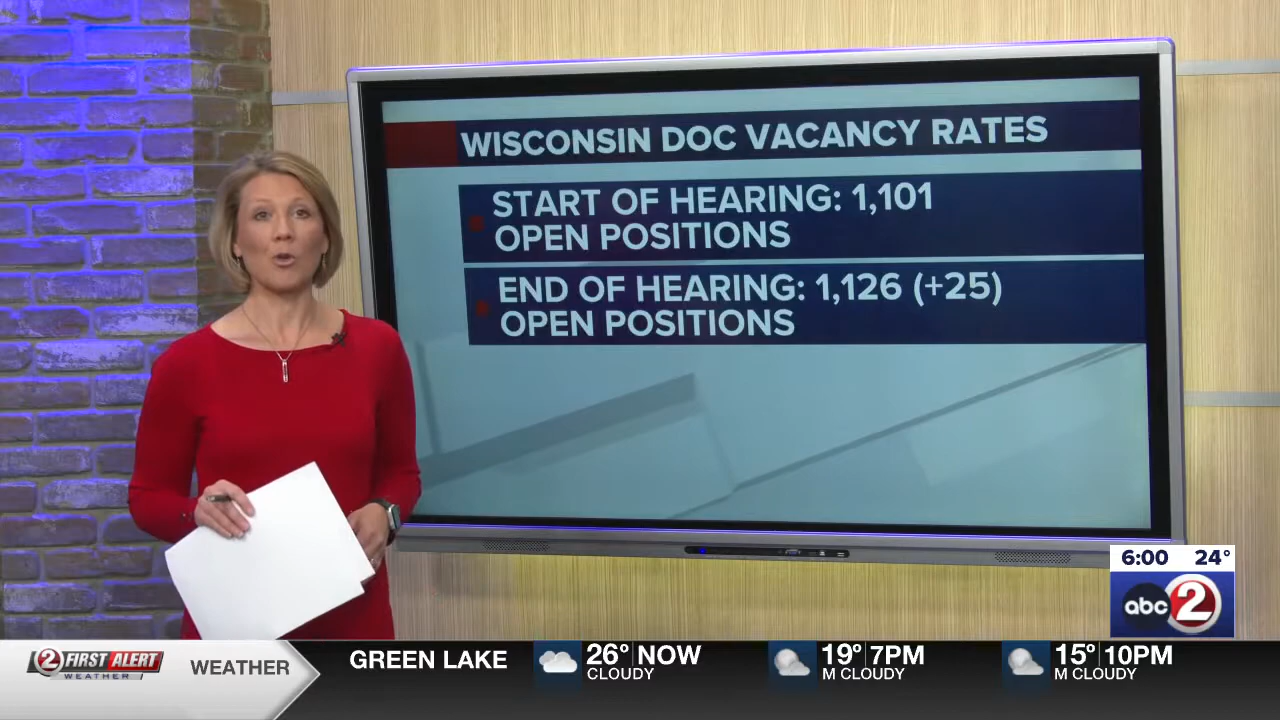 WISCONSIN DOC VACANCY RATES
START OF HEARING: 1,101
OPEN POSITIONS
END OF HEARING: 1,126 (+25)
OPEN POSITIONS
6:00 24°
abc 2
2 FIRST ALERT
WEATHER
WEATHER
GREEN LAKE
26° NOW
CLOUDY
19° 7PM
M CLOUDY
15° 10PM
M CLOUDY